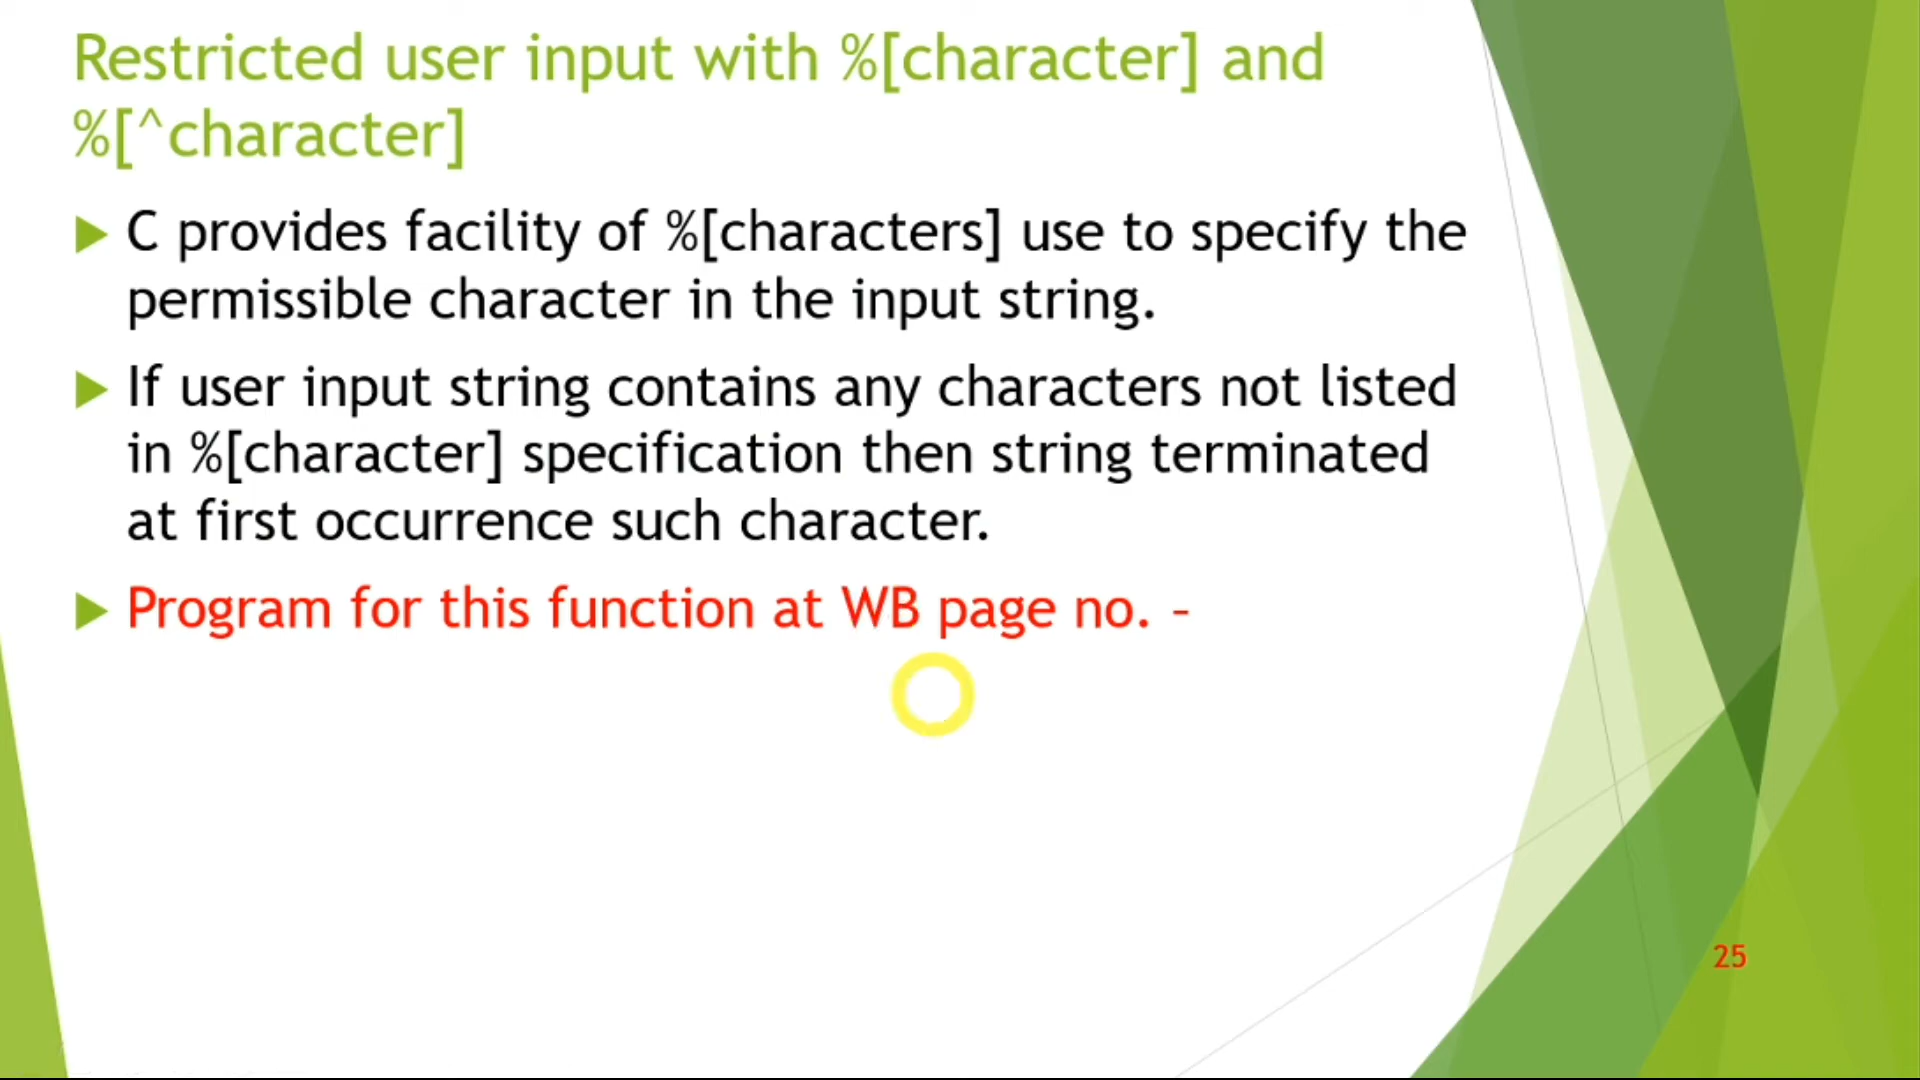 Restricted user input with %[character] and
%[^character]
C provides facility of %[characters] use to specify the
permissible character in the input string.
If user input string contains any characters not listed
in %[character] specification then string terminated
at first occurrence such character.
Program for this function at WB page no. –
25